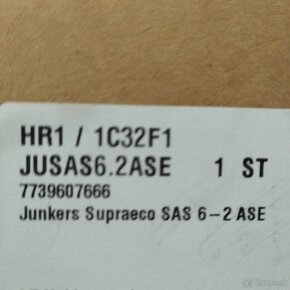 HR1 / 1C32F1
JUSAS6.2ASE 1 ST
7739607666
Junkers Supraeco SAS 6-2 ASE